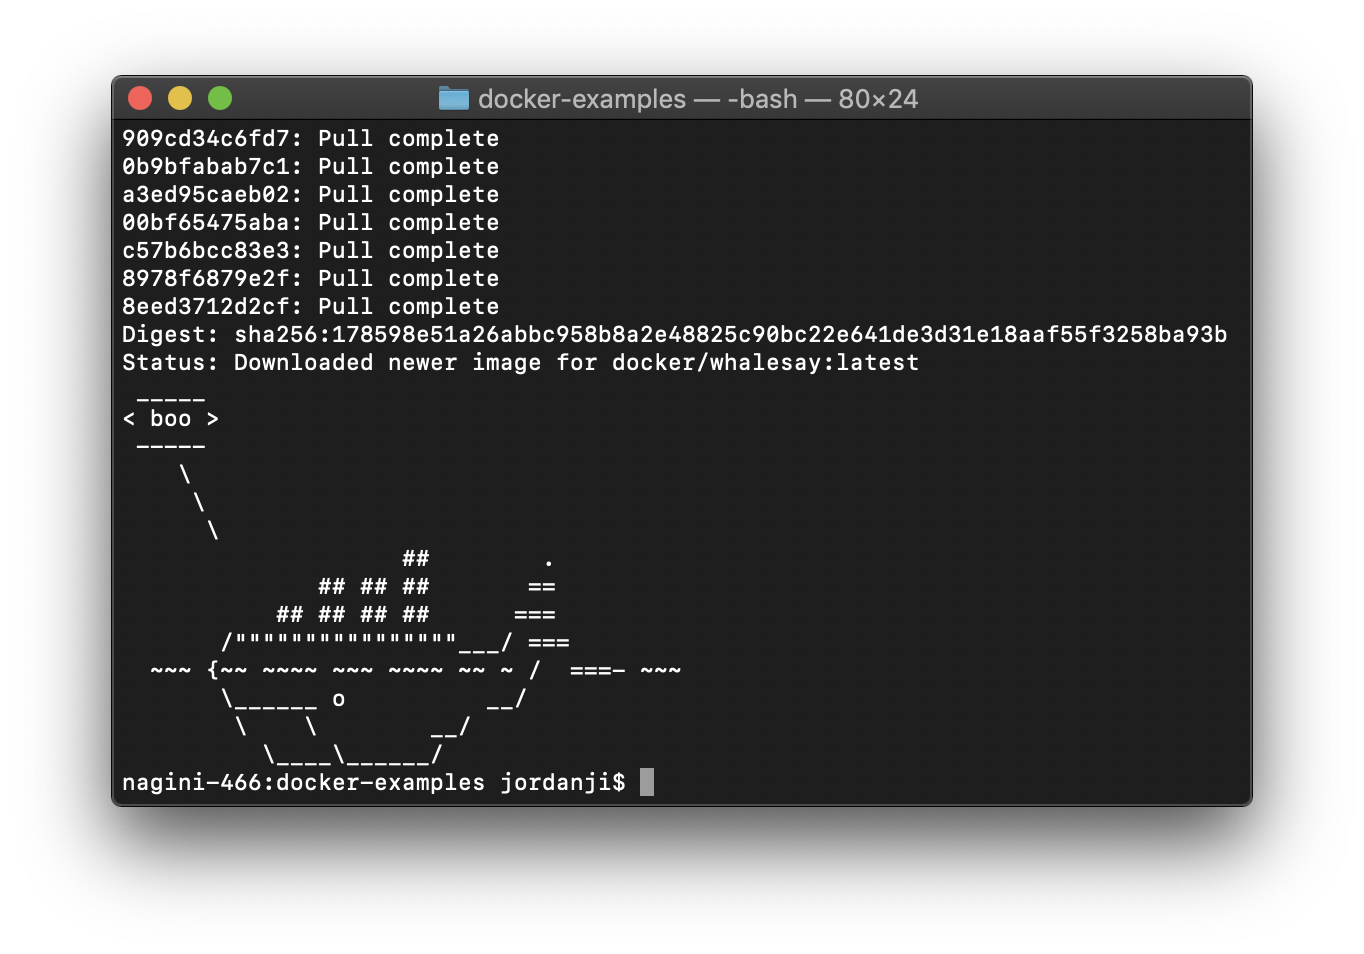 docker-examples — -bash — 80×24
909cd34c6fd7: Pull complete
0b9bfabab7c1: Pull complete
a3ed95caeb02: Pull complete
00bf65475aba: Pull complete
c57b6bcc83e3: Pull complete
8978f6879e2f: Pull complete
8eed3712d2cf: Pull complete
Digest: sha256:178598e51a26abbc958b8a2e48825c90bc22e641de3d31e18aaf55f3258ba93b
Status: Downloaded newer image for docker/whalesay:latest
 _____
< boo >
 -----
    \
     \
      \
                    ##        .
              ## ## ##       ==
           ## ## ## ##      ===
       /""""""""""""""""___/ ===
  ~~~ {~~ ~~~~ ~~~ ~~~~ ~~ ~ /  ===- ~~~
       \______ o          __/
        \    \        __/
          \____\______/
nagini-466:docker-examples jordanji$